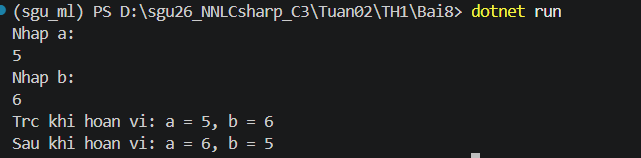 (sgu_ml) PS D:\sgu26_NNLCsharp_C3\Tuan02\TH1\Bai8> dotnet run
Nhap a:
5
Nhap b:
6
Trc khi hoan vi: a = 5, b = 6
Sau khi hoan vi: a = 6, b = 5